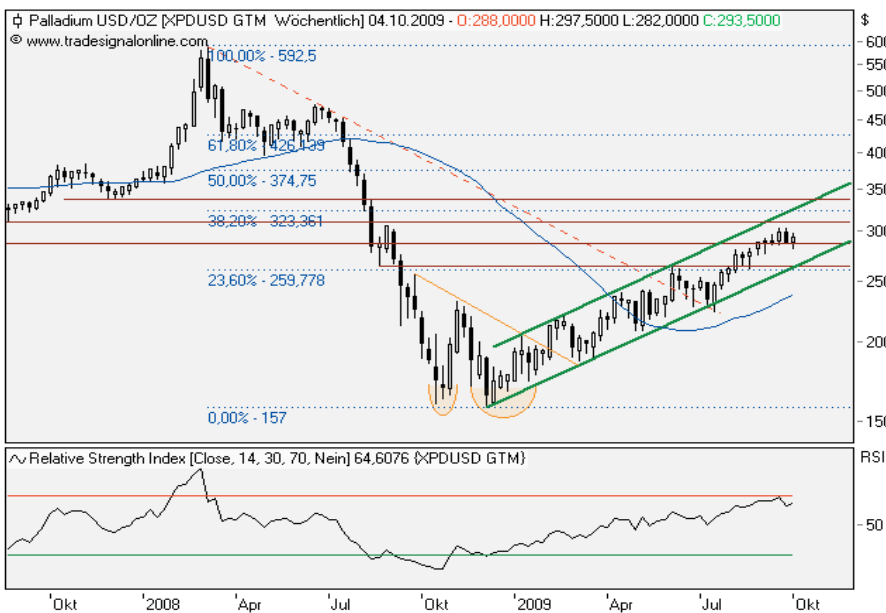 Palladium USD/OZ [XPDUSD GTM Wöchentlich] 04.10.2009 - O:288,0000 H:297,5000 L:282,0000 C:293,5000
$
© www.tradesignalonline.com
100,00% - 592,5
61,80% - 426,139
50,00% - 374,75
38,20% - 323,361
23,60% - 259,778
0,00% - 157
600
500
450
400
350
300
250
200
150
Relative Strength Index [Close, 14, 30, 70, Nein] 64,6076 {XPDUSD GTM}
RSI
50
Okt 2008 Apr Jul Okt 2009 Apr Jul Okt